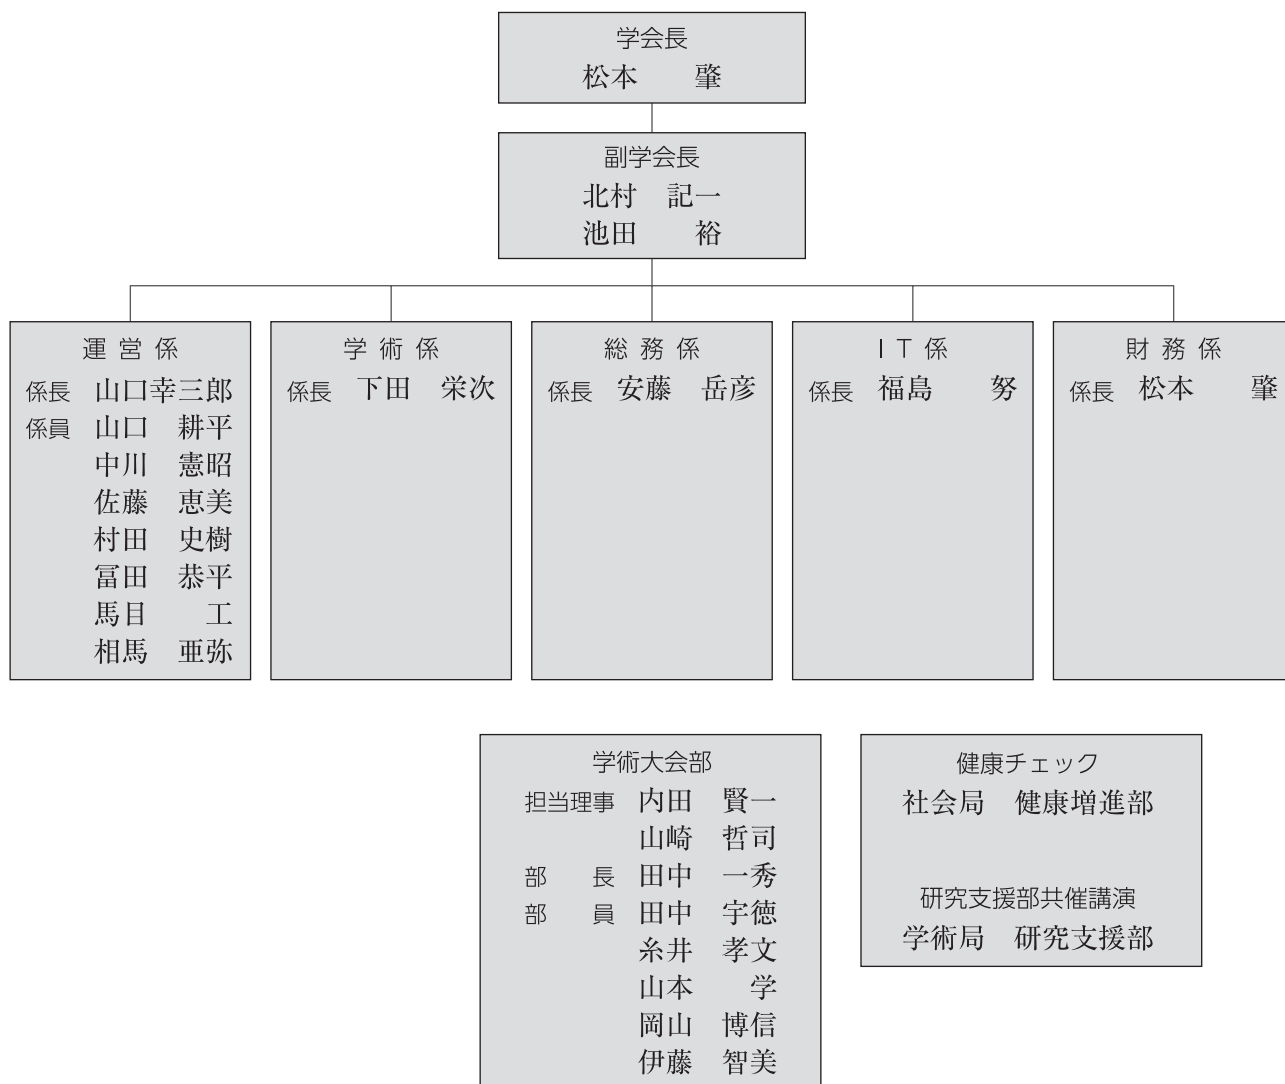 学会長
松本　　肇
副学会長
北村　記一
池田　　裕
運 営 係
係長　山口幸三郎
係員　山口　耕平
中川　憲昭
佐藤　恵美
村田　史樹
冨田　恭平
馬目　　工
相馬　亜弥
学 術 係
係長　下田　栄次
総 務 係
係長　安藤　岳彦
I T 係
係長　福島　　努
財 務 係
係長　松本　　肇
学術大会部
担当理事　内田　賢一
山崎　哲司
部　　長　田中　一秀
部　　員　田中　宇徳
糸井　孝文
山本　　学
岡山　博信
伊藤　智美
健康チェック
社会局　健康増進部
研究支援部共催講演
学術局　研究支援部